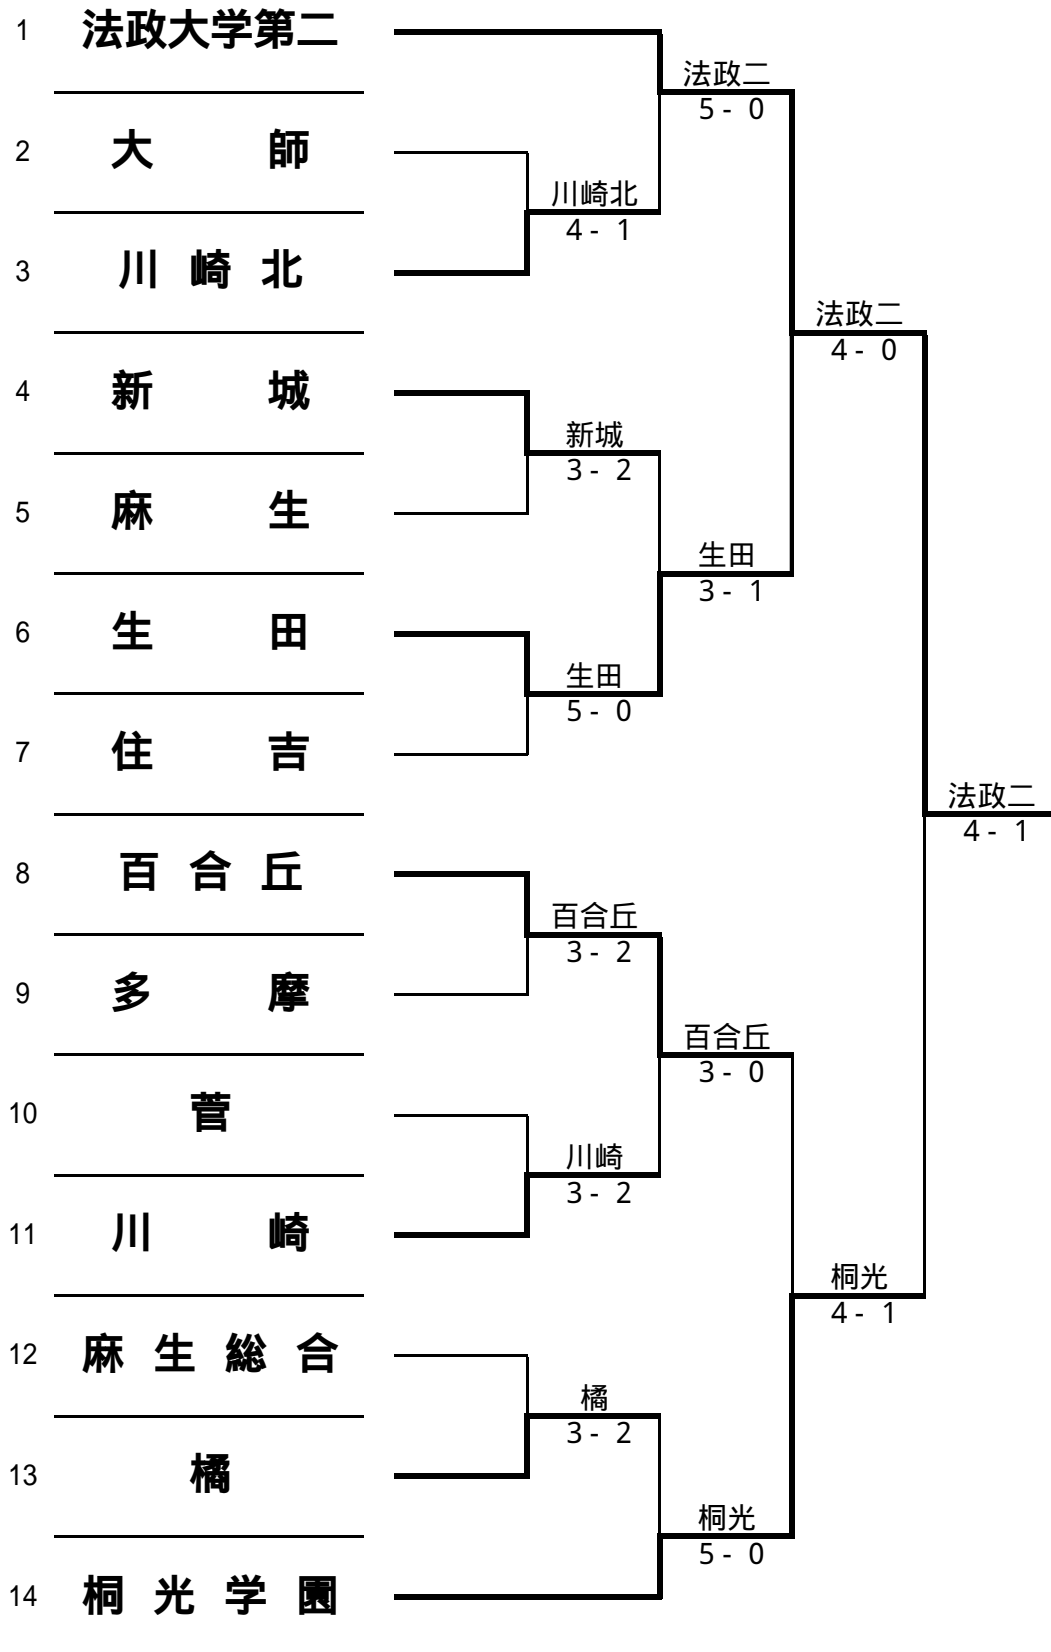 1 法政大学第二
法政二
5 - 0
2 大 師
川崎北
4 - 1
3 川 崎 北
法政二
4 - 0
4 新 城
新城
3 - 2
5 麻 生
生田
3 - 1
6 生 田
生田
5 - 0
7 住 吉
法政二
4 - 1
8 百 合 丘
百合丘
3 - 2
9 多 摩
百合丘
3 - 0
10 菅
川崎
3 - 2
11 川 崎
桐光
4 - 1
12 麻 生 総 合
橘
3 - 2
13 橘
桐光
5 - 0
14 桐 光 学 園